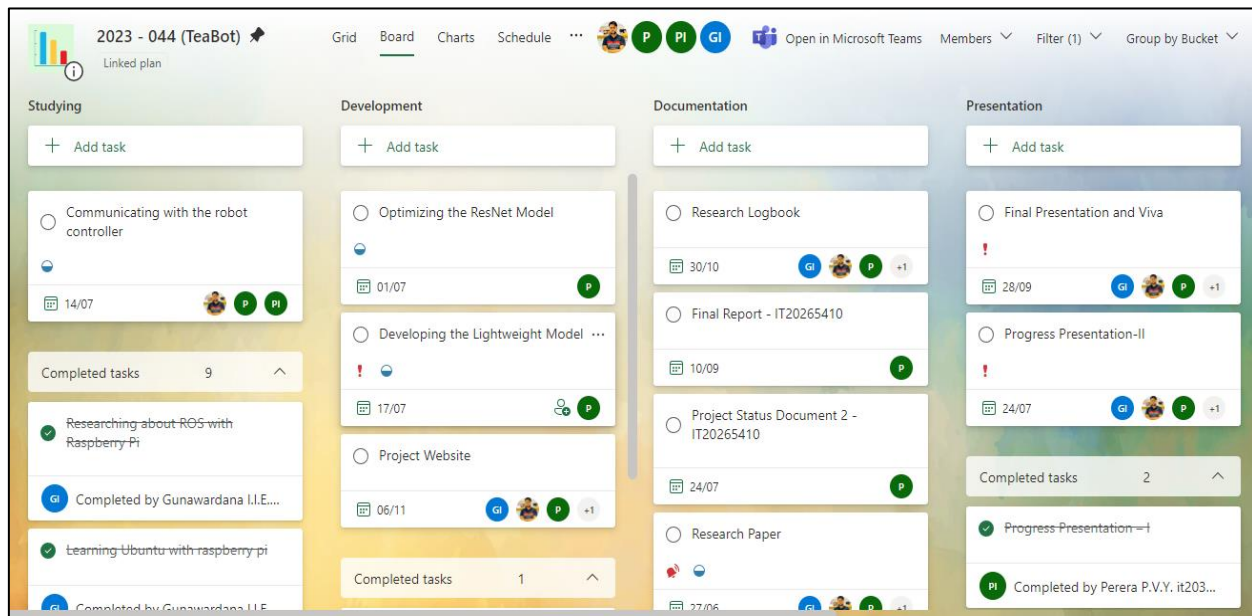 2023 - 044 (TeaBot)
Linked plan
Grid Board Charts Schedule ... P PI GI Open in Microsoft Teams Members Filter (1) Group by Bucket
Studying
+ Add task
Communicating with the robot
controller
14/07 P PI
Completed tasks 9
Researching about ROS with
Raspberry Pi
GI Completed by Gunawardana I.I.E....
Learning Ubuntu with raspberry pi
GI Completed by Gunawardana I.I.E.
Development
+ Add task
Optimizing the ResNet Model
01/07 P
Developing the Lightweight Model ...
17/07 P
Project Website
06/11 GI P +1
Completed tasks 1
Documentation
+ Add task
Research Logbook
30/10 GI P +1
Final Report - IT20265410
10/09 P
Project Status Document 2 -
IT20265410
24/07 P
Research Paper
27/06 GI P +1
Presentation
+ Add task
Final Presentation and Viva
28/09 GI P +1
Progress Presentation-II
24/07 GI P +1
Completed tasks 2
Progress Presentation – I
PI Completed by Perera P.V.Y. it203...